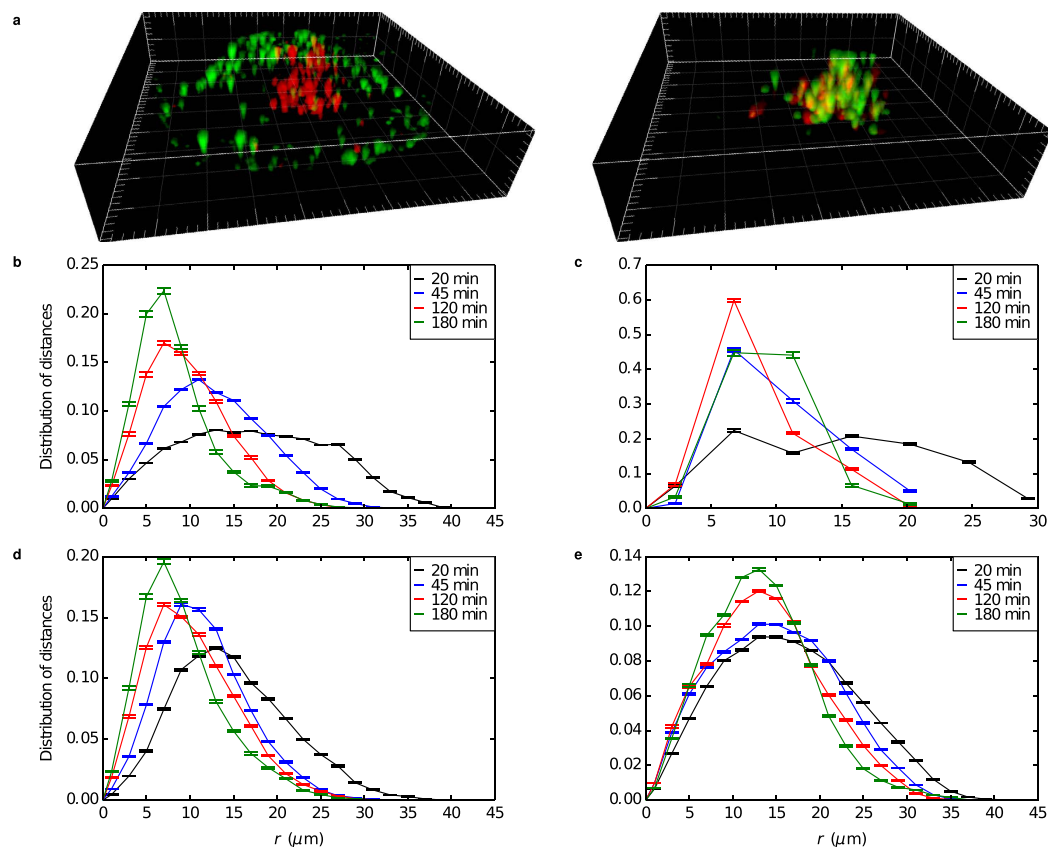 a
b
c
0.25
0.20
0.15
0.10
0.05
0.00
Distribution of distances
20 min
45 min
120 min
180 min
0 5 10 15 20 25 30 35 40 45
0.7
0.6
0.5
0.4
0.3
0.2
0.1
0.0
20 min
45 min
120 min
180 min
0 5 10 15 20 25 30
d
e
0.20
0.15
0.10
0.05
0.00
Distribution of distances
20 min
45 min
120 min
180 min
0 5 10 15 20 25 30 35 40 45
r (μm)
0.14
0.12
0.10
0.08
0.06
0.04
0.02
0.00
20 min
45 min
120 min
180 min
0 5 10 15 20 25 30 35 40 45
r (μm)